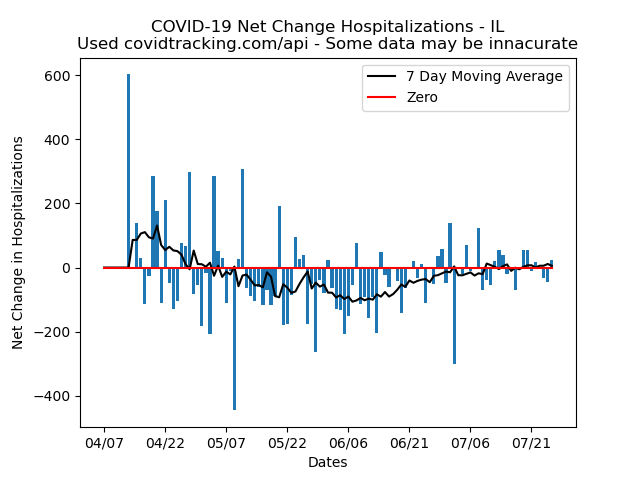 COVID-19 Net Change Hospitalizations - IL
Used covidtracking.com/api - Some data may be innacurate
7 Day Moving Average
Zero
Net Change in Hospitalizations
600
400
200
0
−200
−400
04/07 04/22 05/07 05/22 06/06 06/21 07/06 07/21
Dates